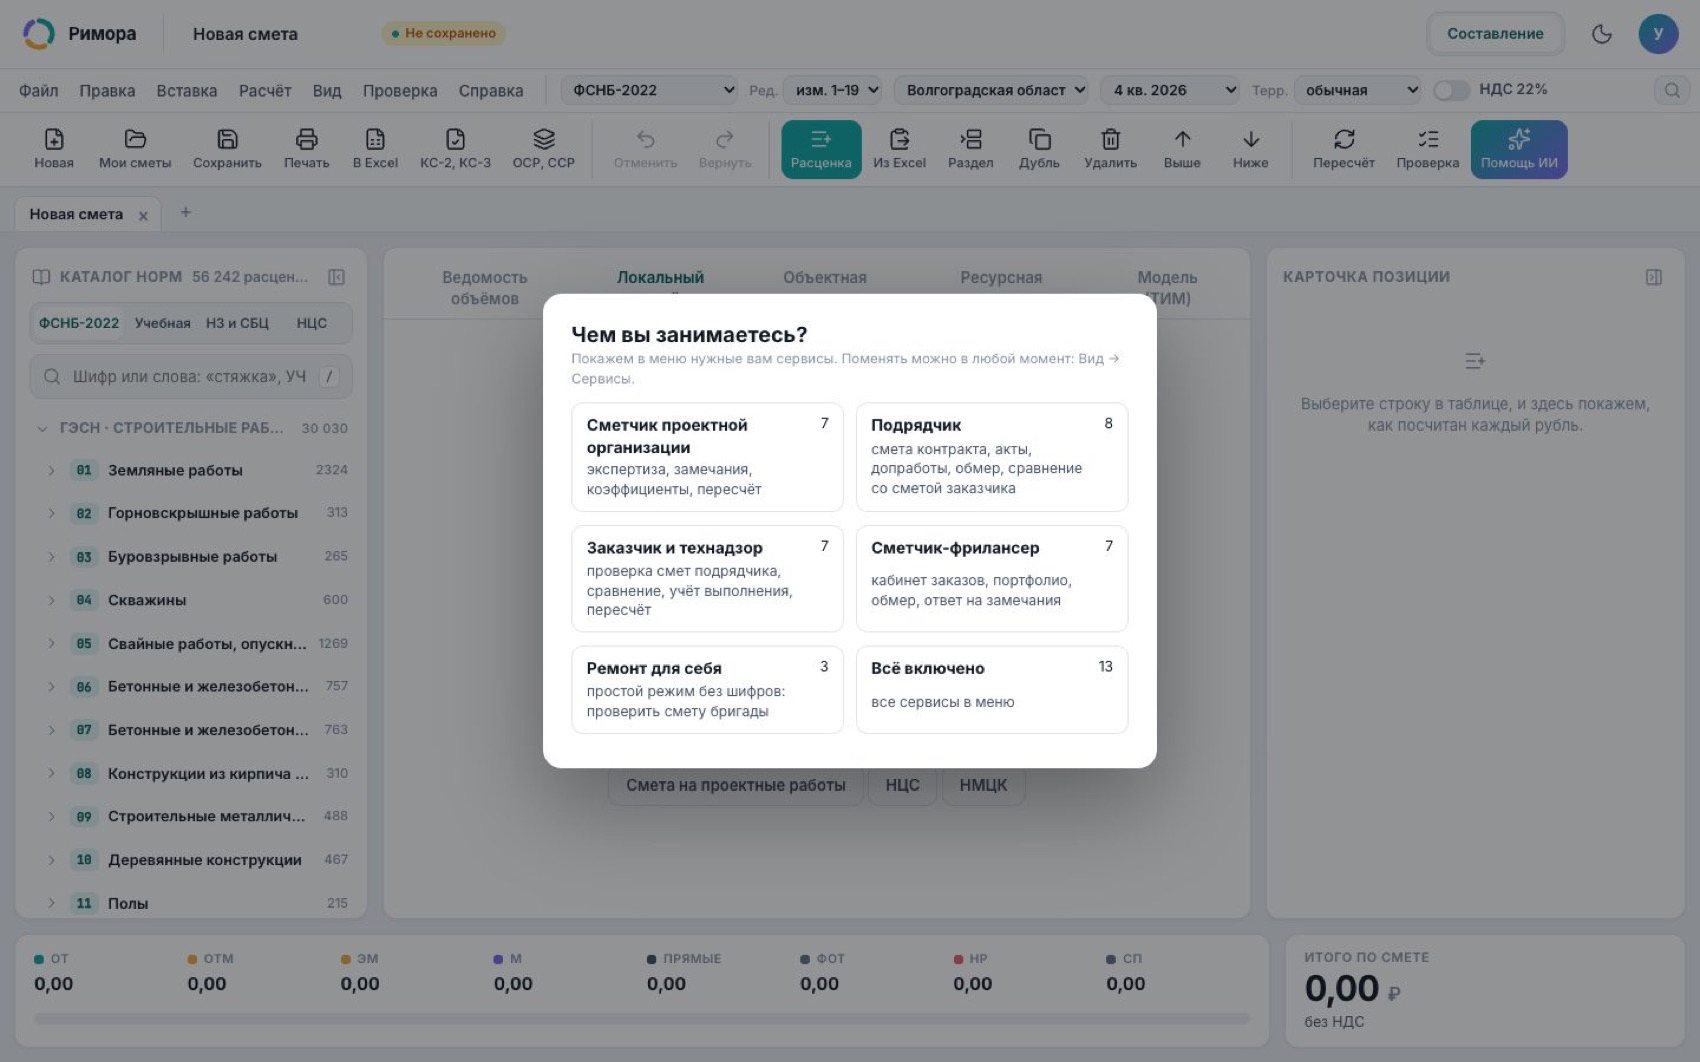 Римора
Новая смета
Не сохранено
Составление
У
Файл Правка Вставка Расчёт Вид Проверка Справка
ФСНБ-2022
Ред. изм. 1–19
Волгоградская област
4 кв. 2026
Терр. обычная
НДС 22%
Новая
Мои сметы
Сохранить
Печать
В Excel
КС-2, КС-3
ОСР, ССР
Отменить
Вернуть
Расценка
Из Excel
Раздел
Дубль
Удалить
Выше
Ниже
Пересчёт
Проверка
Помощь ИИ
Новая смета × +
КАТАЛОГ НОРМ 56 242 расцен...
ФСНБ-2022 Учебная НЗ и СБЦ НЦС
Шифр или слова: «стяжка», УЧ /
ГЭСН · СТРОИТЕЛЬНЫЕ РАБ... 30 030
01 Земляные работы 2324
02 Горновскрышные работы 313
03 Буровзрывные работы 265
04 Скважины 600
05 Свайные работы, опускн... 1269
06 Бетонные и железобетон... 757
07 Бетонные и железобетон... 763
08 Конструкции из кирпича ... 310
09 Строительные металлич... 488
10 Деревянные конструкции 467
11 Полы 215
Ведомость
объёмов
Локальный
Объектная
Ресурсная
Модель
(ТИМ)
Чем вы занимаетесь?
Покажем в меню нужные вам сервисы. Поменять можно в любой момент: Вид →
Сервисы.
Сметчик проектной 7
организации
экспертиза, замечания,
коэффициенты, пересчёт
Подрядчик 8
смета контракта, акты,
допработы, обмер, сравнение
со сметой заказчика
Заказчик и технадзор 7
проверка смет подрядчика,
сравнение, учёт выполнения,
пересчёт
Сметчик-фрилансер 7
кабинет заказов, портфолио,
обмер, ответ на замечания
Ремонт для себя 3
простой режим без шифров:
проверить смету бригады
Всё включено 13
все сервисы в меню
Смета на проектные работы НЦС НМЦК
КАРТОЧКА ПОЗИЦИИ
Выберите строку в таблице, и здесь покажем,
как посчитан каждый рубль.
ОТ ОТМ ЭМ М ПРЯМЫЕ ФОТ НР СП
0,00 0,00 0,00 0,00 0,00 0,00 0,00 0,00
ИТОГО ПО СМЕТЕ
0,00 ₽
без НДС